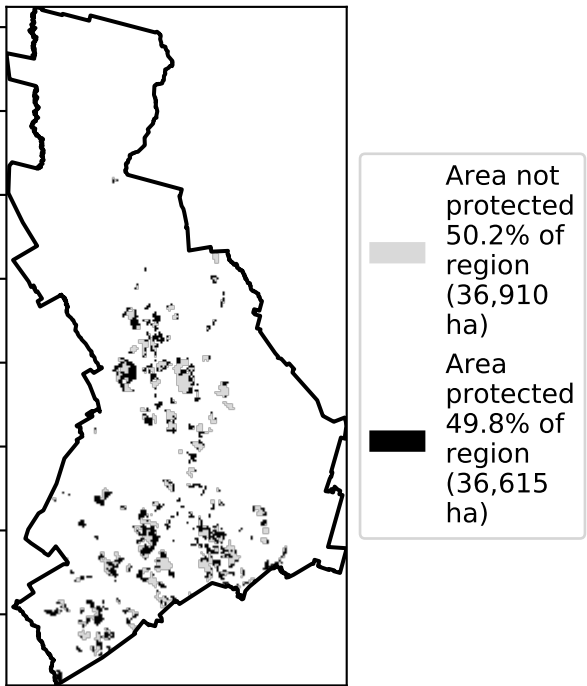 Area not
protected
50.2% of
region
(36,910
ha)
Area
protected
49.8% of
region
(36,615
ha)